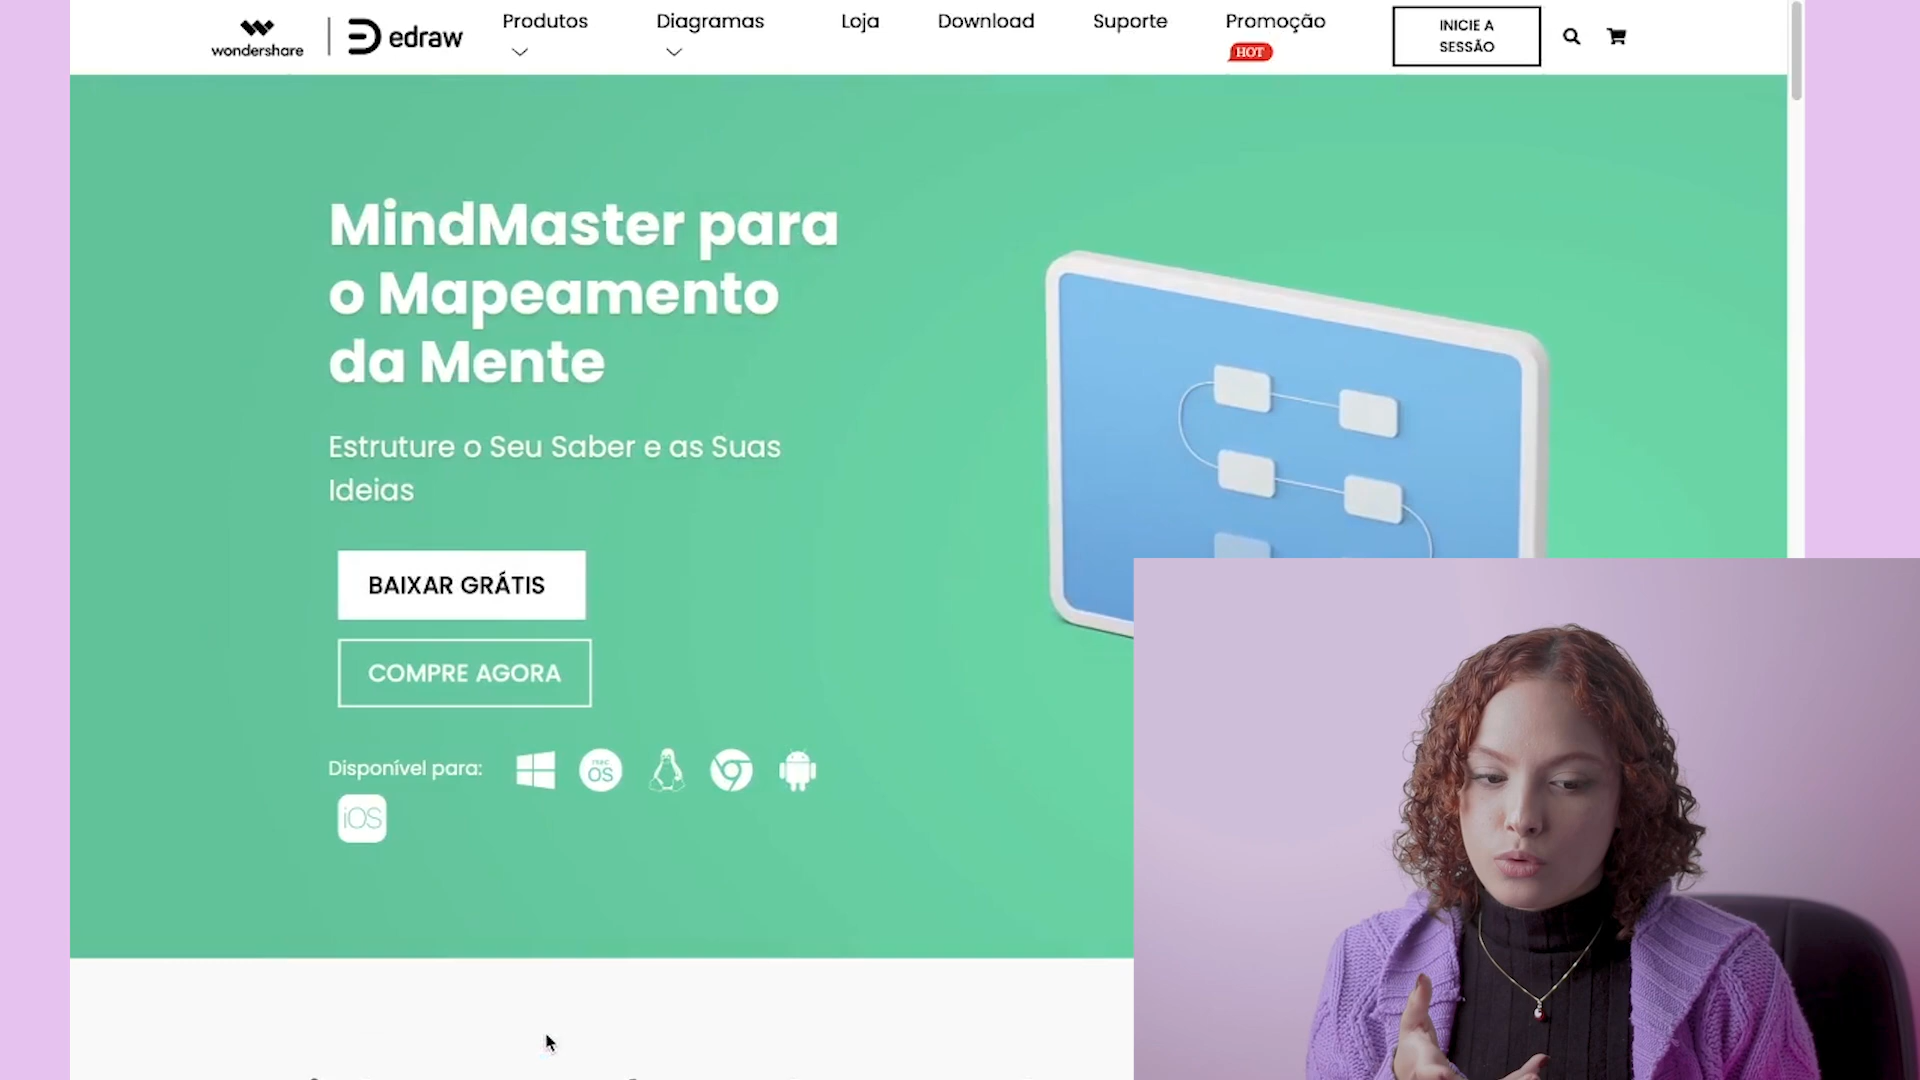 wondershare
edraw
Produtos
Diagramas
Loja
Download
Suporte
Promoção
HOT
INICIE A
SESSÃO
MindMaster para
o Mapeamento
da Mente
Estruture o Seu Saber e as Suas
Ideias
BAIXAR GRÁTIS
COMPRE AGORA
Disponível para:
mac
OS
iOS